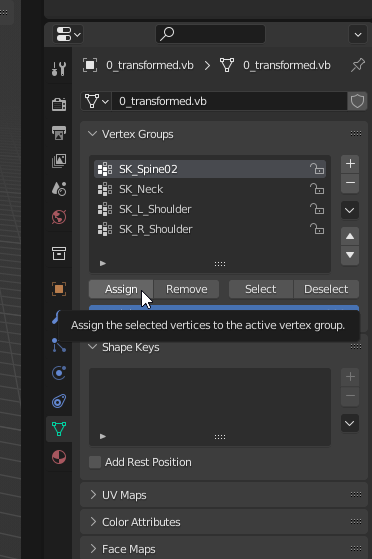 0_transformed.vb > 0_transformed.vb
0_transformed.vb
Vertex Groups
SK_Spine02
SK_Neck
SK_L_Shoulder
SK_R_Shoulder
Assign Remove Select Deselect
Assign the selected vertices to the active vertex group.
Shape Keys
Add Rest Position
UV Maps
Color Attributes
Face Maps